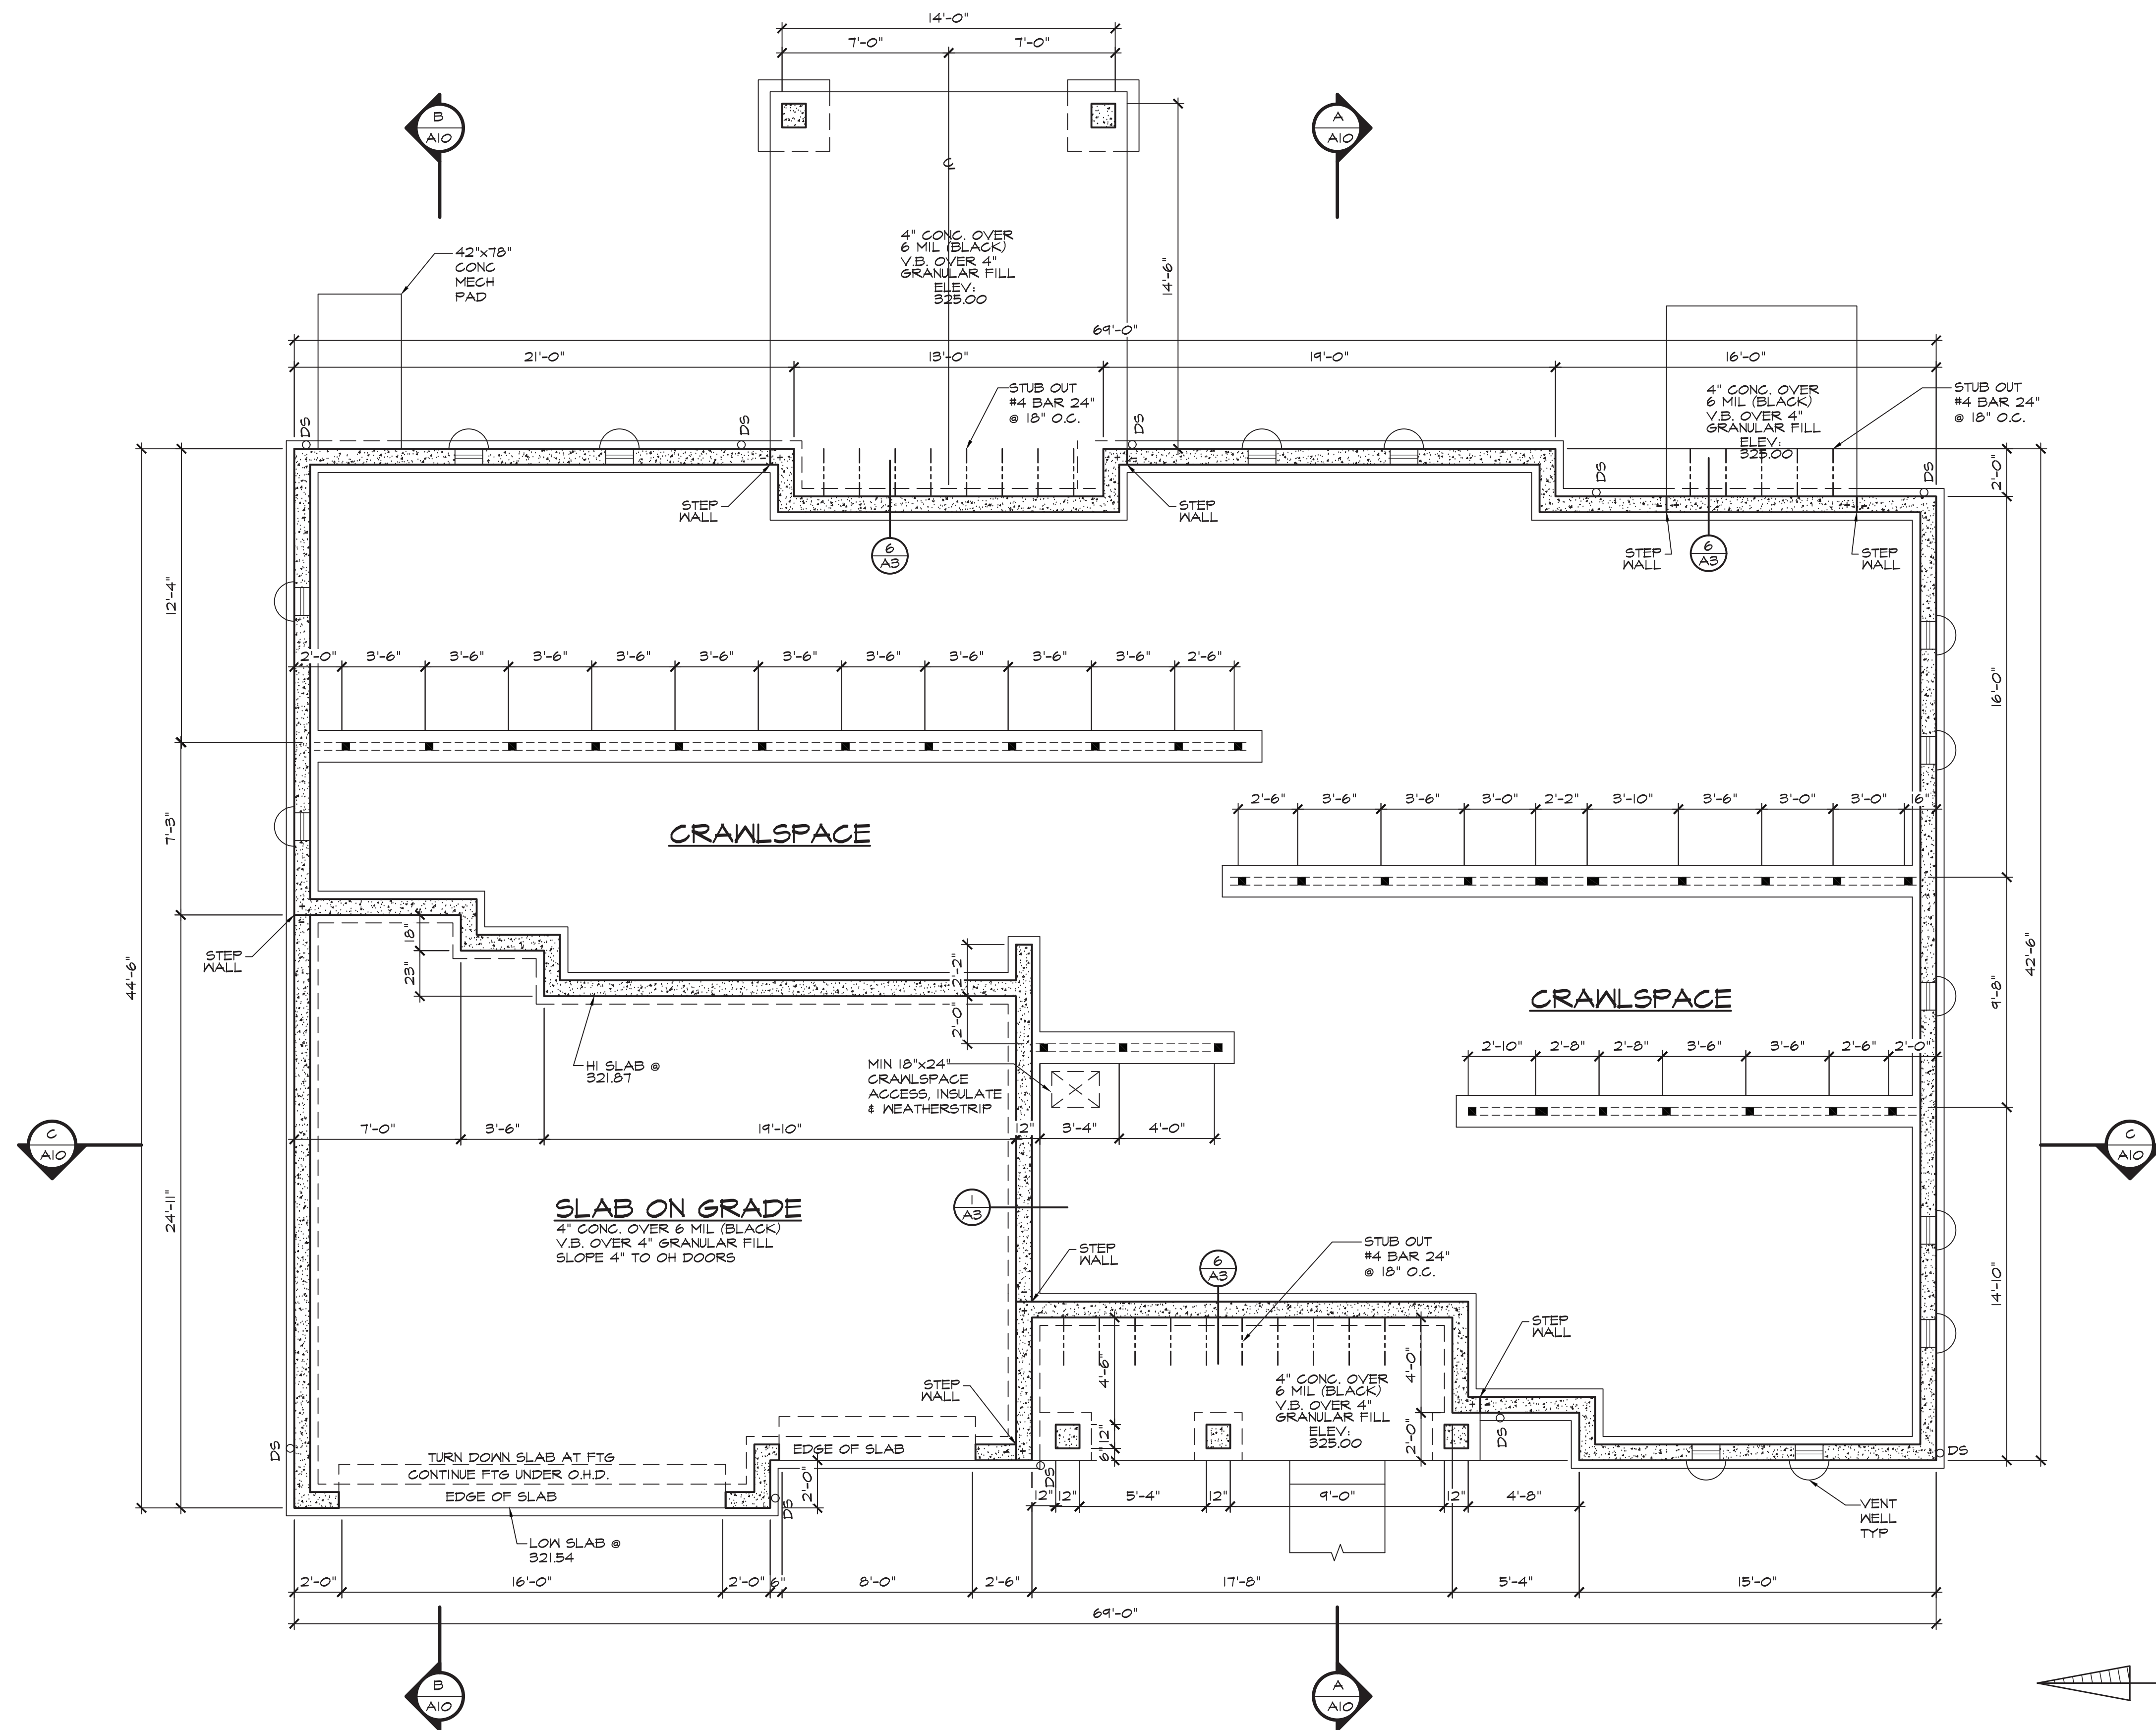 14'-0"
7'-0" 7'-0"
B
A10
A
A10
42"x78"
CONC
MECH
PAD
4" CONC. OVER
6 MIL (BLACK)
V.B. OVER 4"
GRANULAR FILL
ELEV:
325.00
14'-6"
69'-0"
21'-0" 13'-0" 19'-0" 16'-0"
STUB OUT
#4 BAR 24"
@ 18" O.C.
4" CONC. OVER
6 MIL (BLACK)
V.B. OVER 4"
GRANULAR FILL
ELEV:
325.00
STUB OUT
#4 BAR 24"
@ 18" O.C.
DS
DS
DS
DS
DS
2'-0"
STEP
WALL
STEP
WALL
STEP
WALL
STEP
WALL
6
A3
6
A3
12'-4"
2'-0" 3'-6" 3'-6" 3'-6" 3'-6" 3'-6" 3'-6" 3'-6" 3'-6" 3'-6" 3'-6" 2'-6"
16'-0"
2'-6" 3'-6" 3'-6" 3'-0" 2'-2" 3'-10" 3'-6" 3'-0" 3'-0" 16"
7'-3"
CRAWLSPACE
18"
23"
STEP
WALL
44'-6"
2'-2"
2'-0"
CRAWLSPACE
42'-6"
9'-8"
HI SLAB @
321.87
MIN 18"x24"
CRAWLSPACE
ACCESS, INSULATE
& WEATHERSTRIP
2'-10" 2'-8" 2'-8" 3'-6" 3'-6" 2'-6" 2'-0"
C
A10
C
A10
7'-0" 3'-6" 19'-10" 12" 3'-4" 4'-0"
24'-11"
SLAB ON GRADE
4" CONC. OVER 6 MIL (BLACK)
V.B. OVER 4" GRANULAR FILL
SLOPE 4" TO OH DOORS
1
A3
STEP
WALL
6
A3
STUB OUT
#4 BAR 24"
@ 18" O.C.
14'-10"
STEP
WALL
4'-6"
4'-0"
STEP
WALL
4" CONC. OVER
6 MIL (BLACK)
V.B. OVER 4"
GRANULAR FILL
ELEV:
325.00
12"
6"
2'-0"
DS
DS
DS
TURN DOWN SLAB AT FTG
CONTINUE FTG UNDER O.H.D.
EDGE OF SLAB
EDGE OF SLAB
2'-0"
DS
DS
12" 12" 5'-4" 12" 9'-0" 12" 4'-8"
VENT
WELL
TYP
LOW SLAB @
321.54
2'-0" 16'-0" 2'-0" 6" 8'-0" 2'-6" 17'-8" 5'-4" 15'-0"
69'-0"
B
A10
A
A10